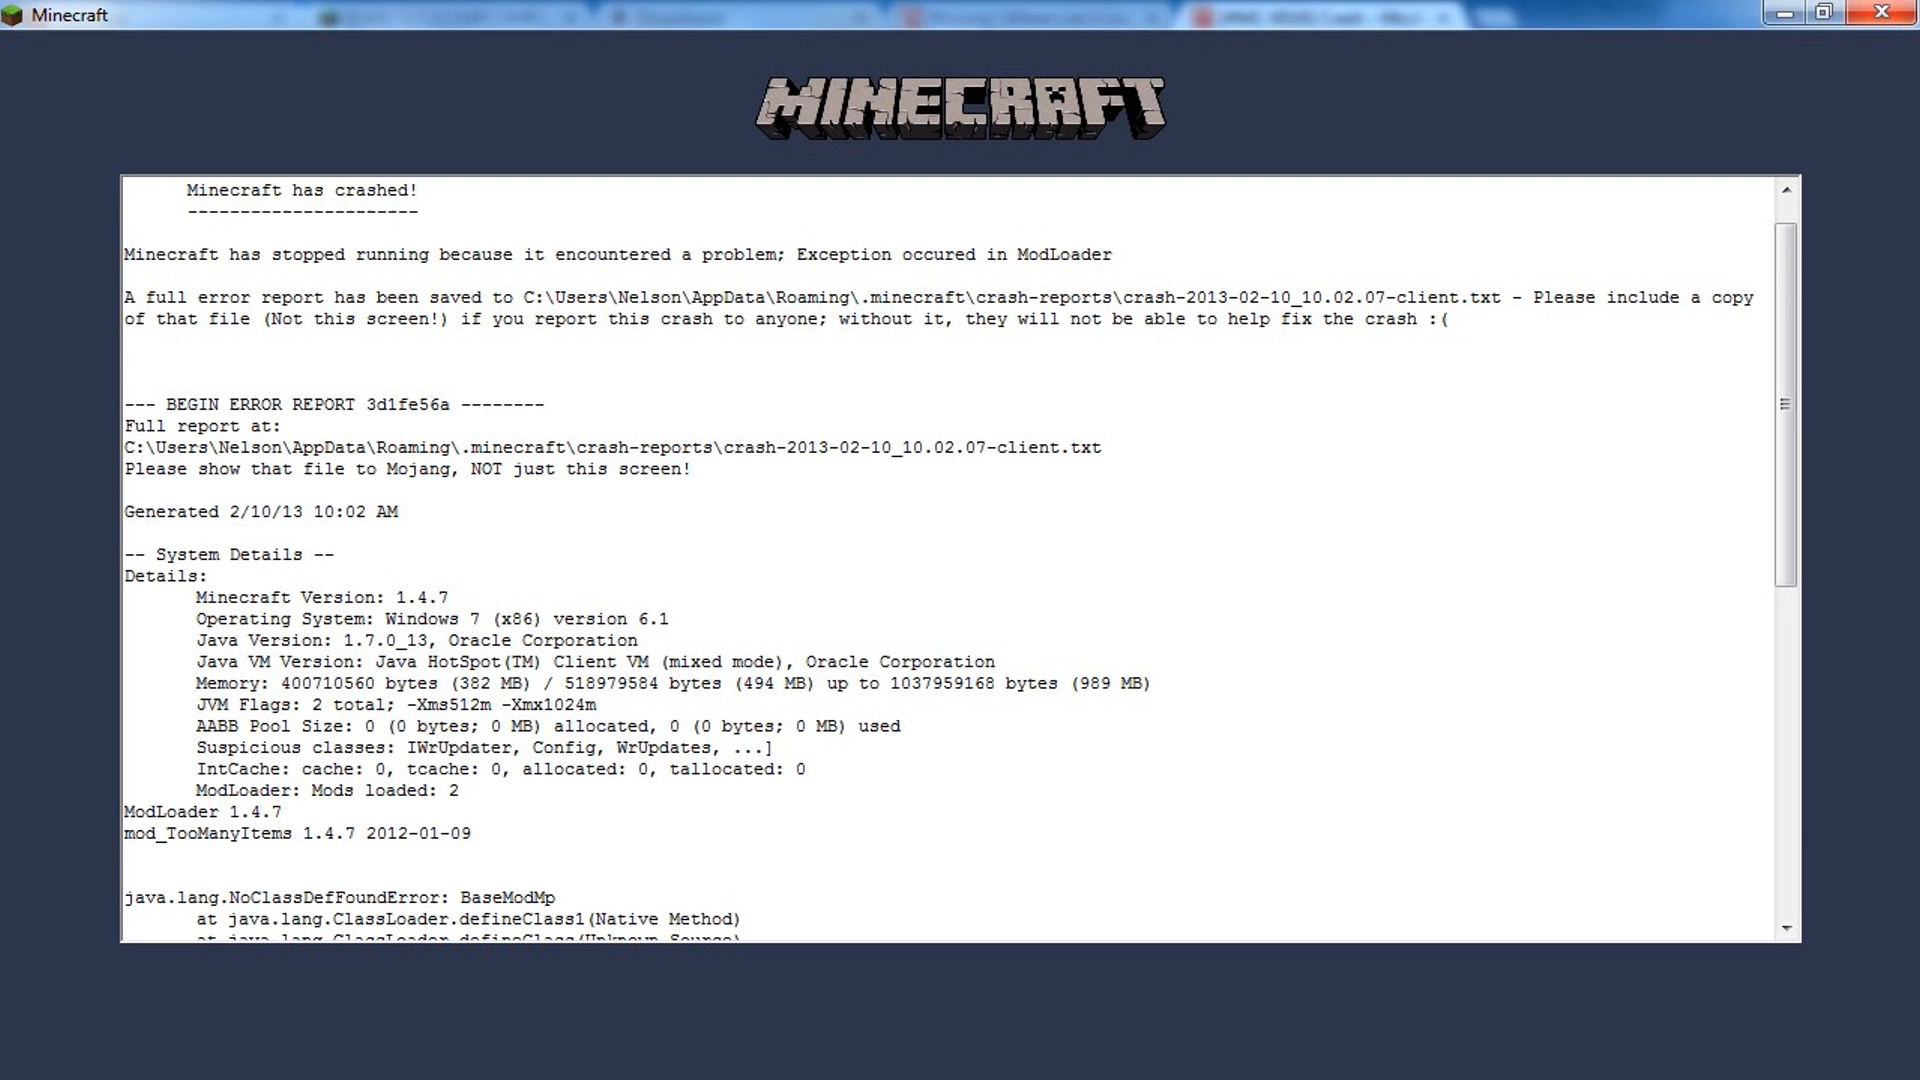 Minecraft
MINECRAFT
Minecraft has crashed!
----------------------
Minecraft has stopped running because it encountered a problem; Exception occured in ModLoader
A full error report has been saved to C:\Users\Nelson\AppData\Roaming\.minecraft\crash-reports\crash-2013-02-10_10.02.07-client.txt - Please include a copy
of that file (Not this screen!) if you report this crash to anyone; without it, they will not be able to help fix the crash :(
--- BEGIN ERROR REPORT 3d1fe56a --------
Full report at:
C:\Users\Nelson\AppData\Roaming\.minecraft\crash-reports\crash-2013-02-10_10.02.07-client.txt
Please show that file to Mojang, NOT just this screen!
Generated 2/10/13 10:02 AM
-- System Details --
Details:
Minecraft Version: 1.4.7
Operating System: Windows 7 (x86) version 6.1
Java Version: 1.7.0_13, Oracle Corporation
Java VM Version: Java HotSpot(TM) Client VM (mixed mode), Oracle Corporation
Memory: 400710560 bytes (382 MB) / 518979584 bytes (494 MB) up to 1037959168 bytes (989 MB)
JVM Flags: 2 total; -Xms512m -Xmx1024m
AABB Pool Size: 0 (0 bytes; 0 MB) allocated, 0 (0 bytes; 0 MB) used
Suspicious classes: IWrUpdater, Config, WrUpdates, ...]
IntCache: cache: 0, tcache: 0, allocated: 0, tallocated: 0
ModLoader: Mods loaded: 2
ModLoader 1.4.7
mod_TooManyItems 1.4.7 2012-01-09
java.lang.NoClassDefFoundError: BaseModMp
at java.lang.ClassLoader.defineClass1(Native Method)
at java.lang.ClassLoader.defineClass(Unknown Source)